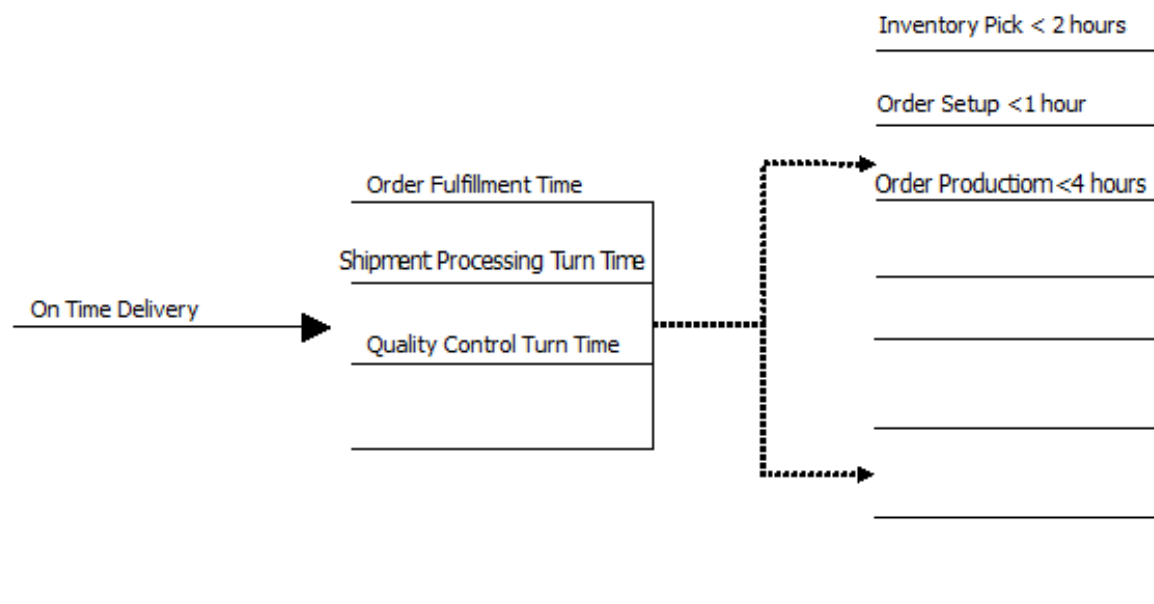 Inventory Pick < 2 hours
Order Setup <1 hour
Order Productiom<4 hours
Order Fulfillment Time
Shipment Processing Turn Time
Quality Control Turn Time
On Time Delivery